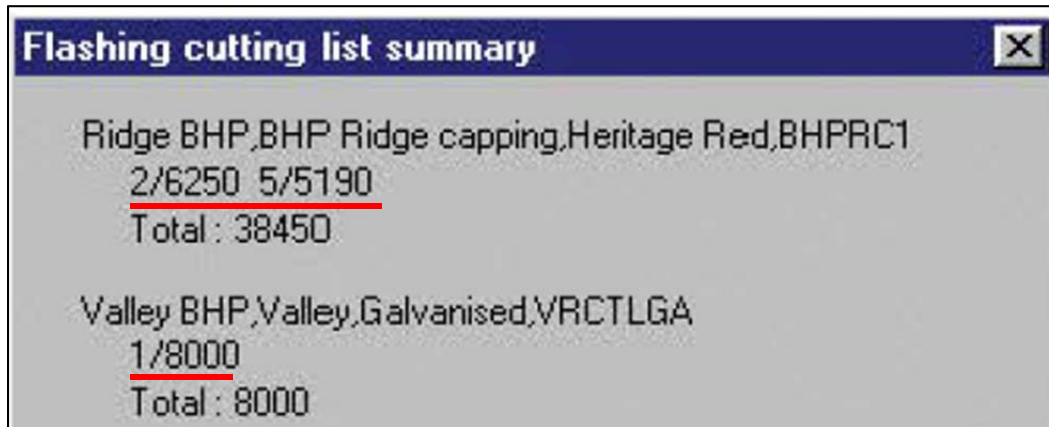 Flashing cutting list summary
Ridge BHP,BHP Ridge capping,Heritage Red,BHPRC1
2/6250 5/5190
Total : 38450
Valley BHP,Valley,Galvanised,VRCTLGA
1/8000
Total : 8000